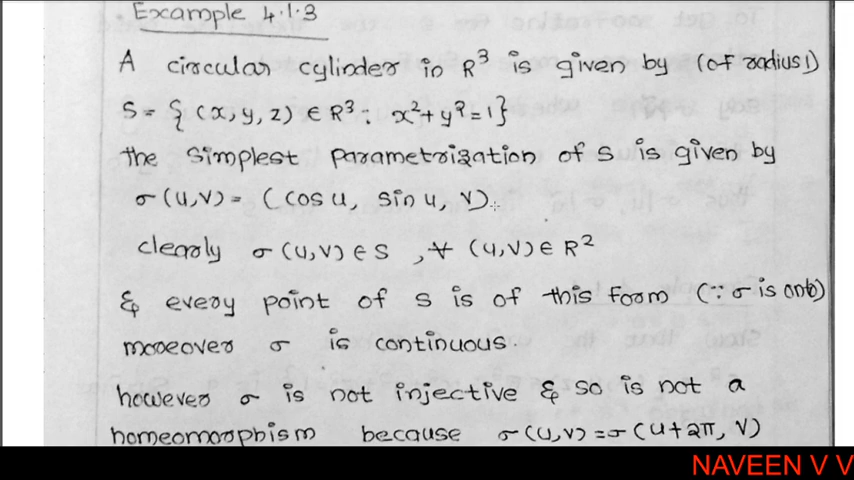 Example 4.1.3
A circular cylinder in R³ is given by (of radius 1)
S = { (x, y, z) ∈ R³ : x² + y² = 1}
the simplest parametrization of S is given by
σ(u,v) = (cos u, sin u, v).
clearly σ(u,v) ∈ S, ∀ (u,v) ∈ R²
& every point of S is of this form (∵ σ is onto)
moreover σ is continuous.
however σ is not injective & so is not a
homeomorphism because σ(u,v) = σ(u+2π, v)
NAVEEN V V